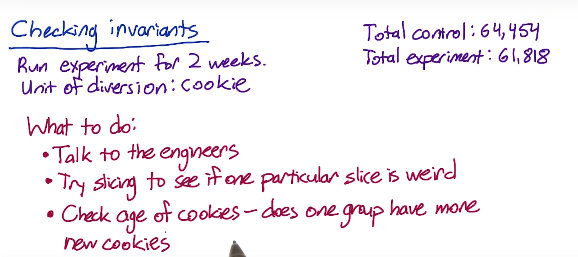 Checking invariants
Total control: 64,454
Total experiment: 61,818
Run experiment for 2 weeks.
Unit of diversion: cookie
What to do:
• Talk to the engineers
• Try slicing to see if one particular slice is weird
• Check age of cookies – does one group have more
new cookies